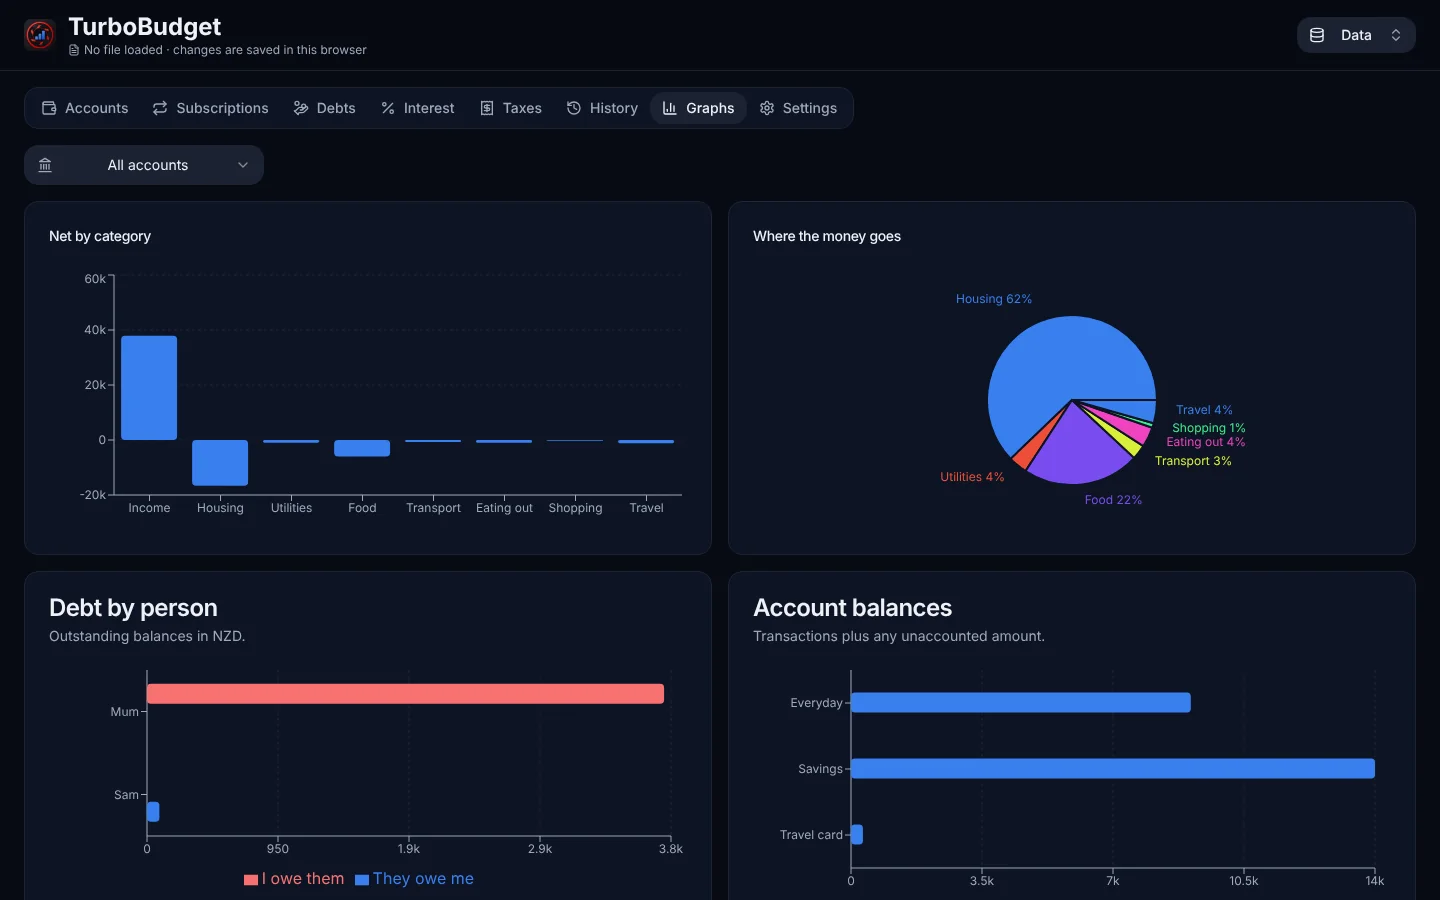 TurboBudget
No file loaded · changes are saved in this browser
Data
Accounts
Subscriptions
Debts
Interest
Taxes
History
Graphs
Settings
All accounts
Net by category
60k
40k
20k
0
-20k
Income
Housing
Utilities
Food
Transport
Eating out
Shopping
Travel
Where the money goes
Housing 62%
Travel 4%
Shopping 1%
Eating out 4%
Transport 3%
Utilities 4%
Food 22%
Debt by person
Outstanding balances in NZD.
Mum
Sam
0
950
1.9k
2.9k
3.8k
I owe them
They owe me
Account balances
Transactions plus any unaccounted amount.
Everyday
Savings
Travel card
0
3.5k
7k
10.5k
14k